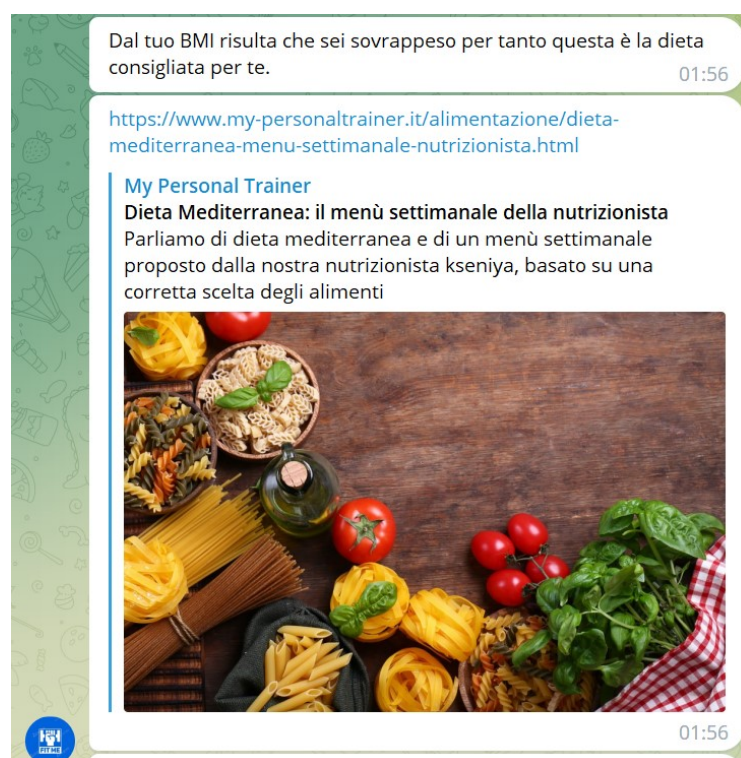 Dal tuo BMI risulta che sei sovrappeso per tanto questa è la dieta
consigliata per te.
01:56
https://www.my-personaltrainer.it/alimentazione/dieta-
mediterranea-menu-settimanale-nutrizionista.html
My Personal Trainer
Dieta Mediterranea: il menù settimanale della nutrizionista
Parliamo di dieta mediterranea e di un menù settimanale
proposto dalla nostra nutrizionista kseniya, basato su una
corretta scelta degli alimenti
01:56
FIT ME